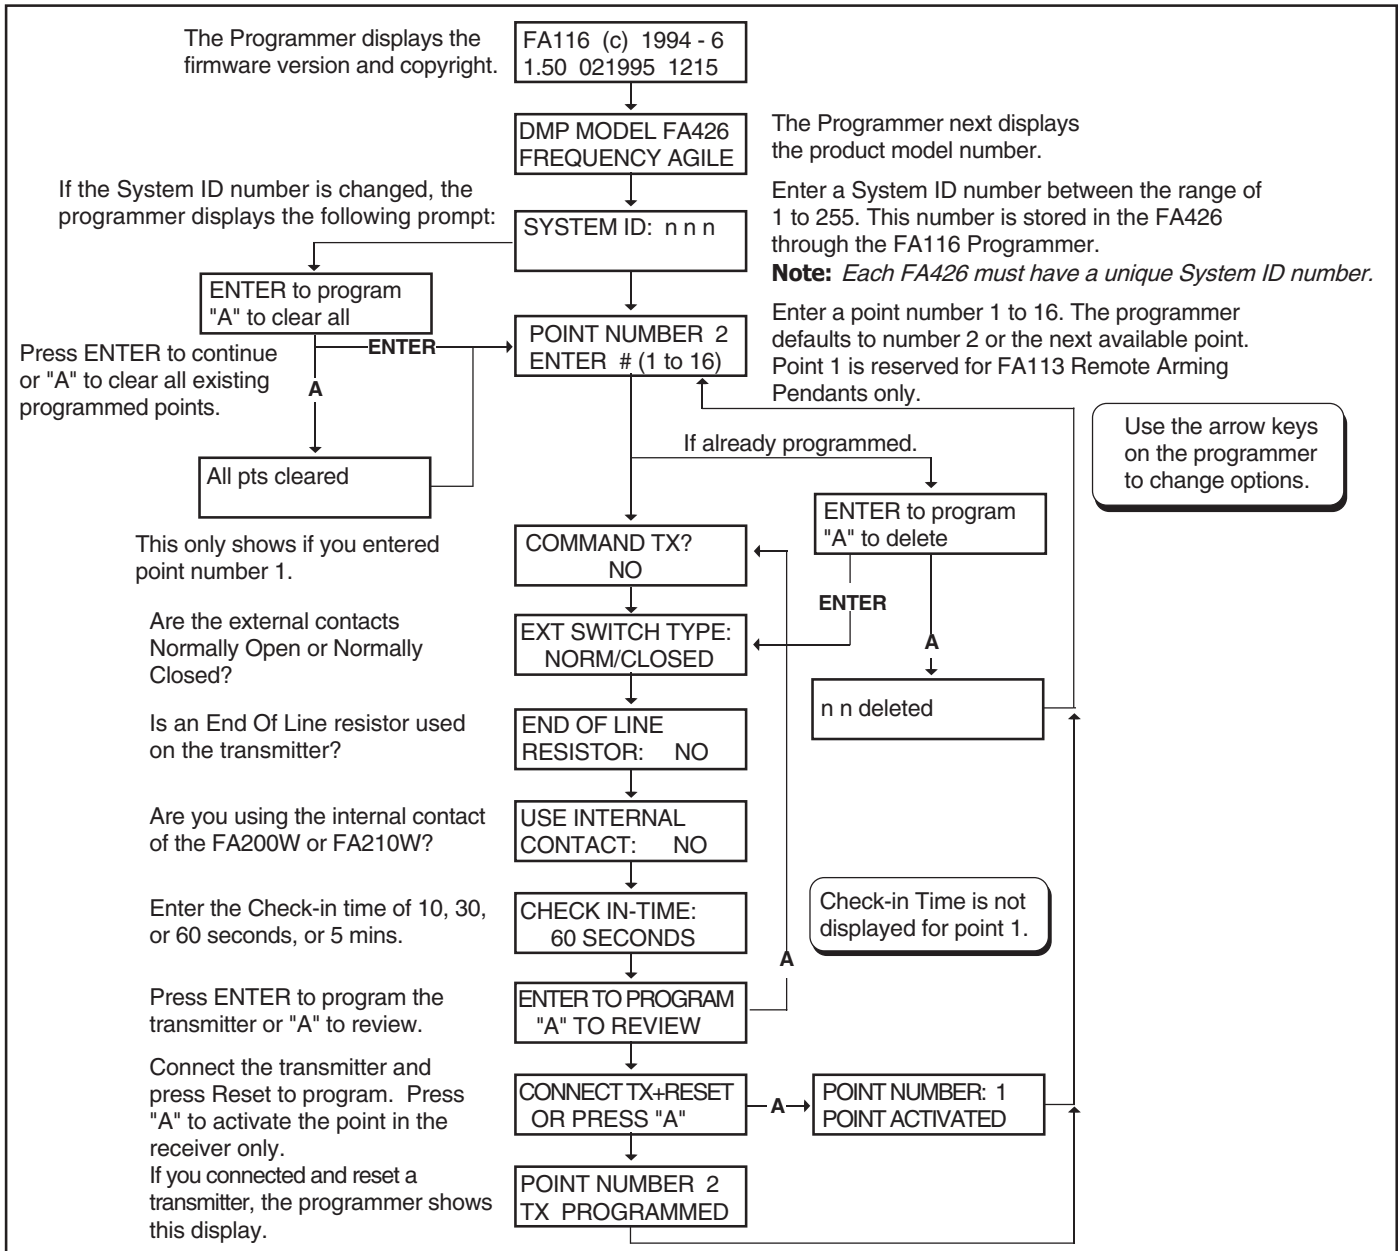 The Programmer displays the
firmware version and copyright.
FA116 (c) 1994 - 6
1.50 021995 1215
DMP MODEL FA426
FREQUENCY AGILE
The Programmer next displays
the product model number.
If the System ID number is changed, the
programmer displays the following prompt:
SYSTEM ID: n n n
Enter a System ID number between the range of
1 to 255. This number is stored in the FA426
through the FA116 Programmer.
Note: Each FA426 must have a unique System ID number.
ENTER to program
"A" to clear all
Press ENTER to continue
or "A" to clear all existing
programmed points.
ENTER
A
POINT NUMBER 2
ENTER # (1 to 16)
Enter a point number 1 to 16. The programmer
defaults to number 2 or the next available point.
Point 1 is reserved for FA113 Remote Arming
Pendants only.
Use the arrow keys
on the programmer
to change options.
All pts cleared
If already programmed.
ENTER to program
"A" to delete
This only shows if you entered
point number 1.
COMMAND TX?
NO
ENTER
A
Are the external contacts
Normally Open or Normally
Closed?
EXT SWITCH TYPE:
NORM/CLOSED
n n deleted
Is an End Of Line resistor used
on the transmitter?
END OF LINE
RESISTOR: NO
Are you using the internal contact
of the FA200W or FA210W?
USE INTERNAL
CONTACT: NO
Enter the Check-in time of 10, 30,
or 60 seconds, or 5 mins.
CHECK IN-TIME:
60 SECONDS
Check-in Time is not
displayed for point 1.
A
Press ENTER to program the
transmitter or "A" to review.
ENTER TO PROGRAM
"A" TO REVIEW
Connect the transmitter and
press Reset to program. Press
"A" to activate the point in the
receiver only.
CONNECT TX+RESET
OR PRESS "A"
A
POINT NUMBER: 1
POINT ACTIVATED
If you connected and reset a
transmitter, the programmer shows
this display.
POINT NUMBER 2
TX PROGRAMMED